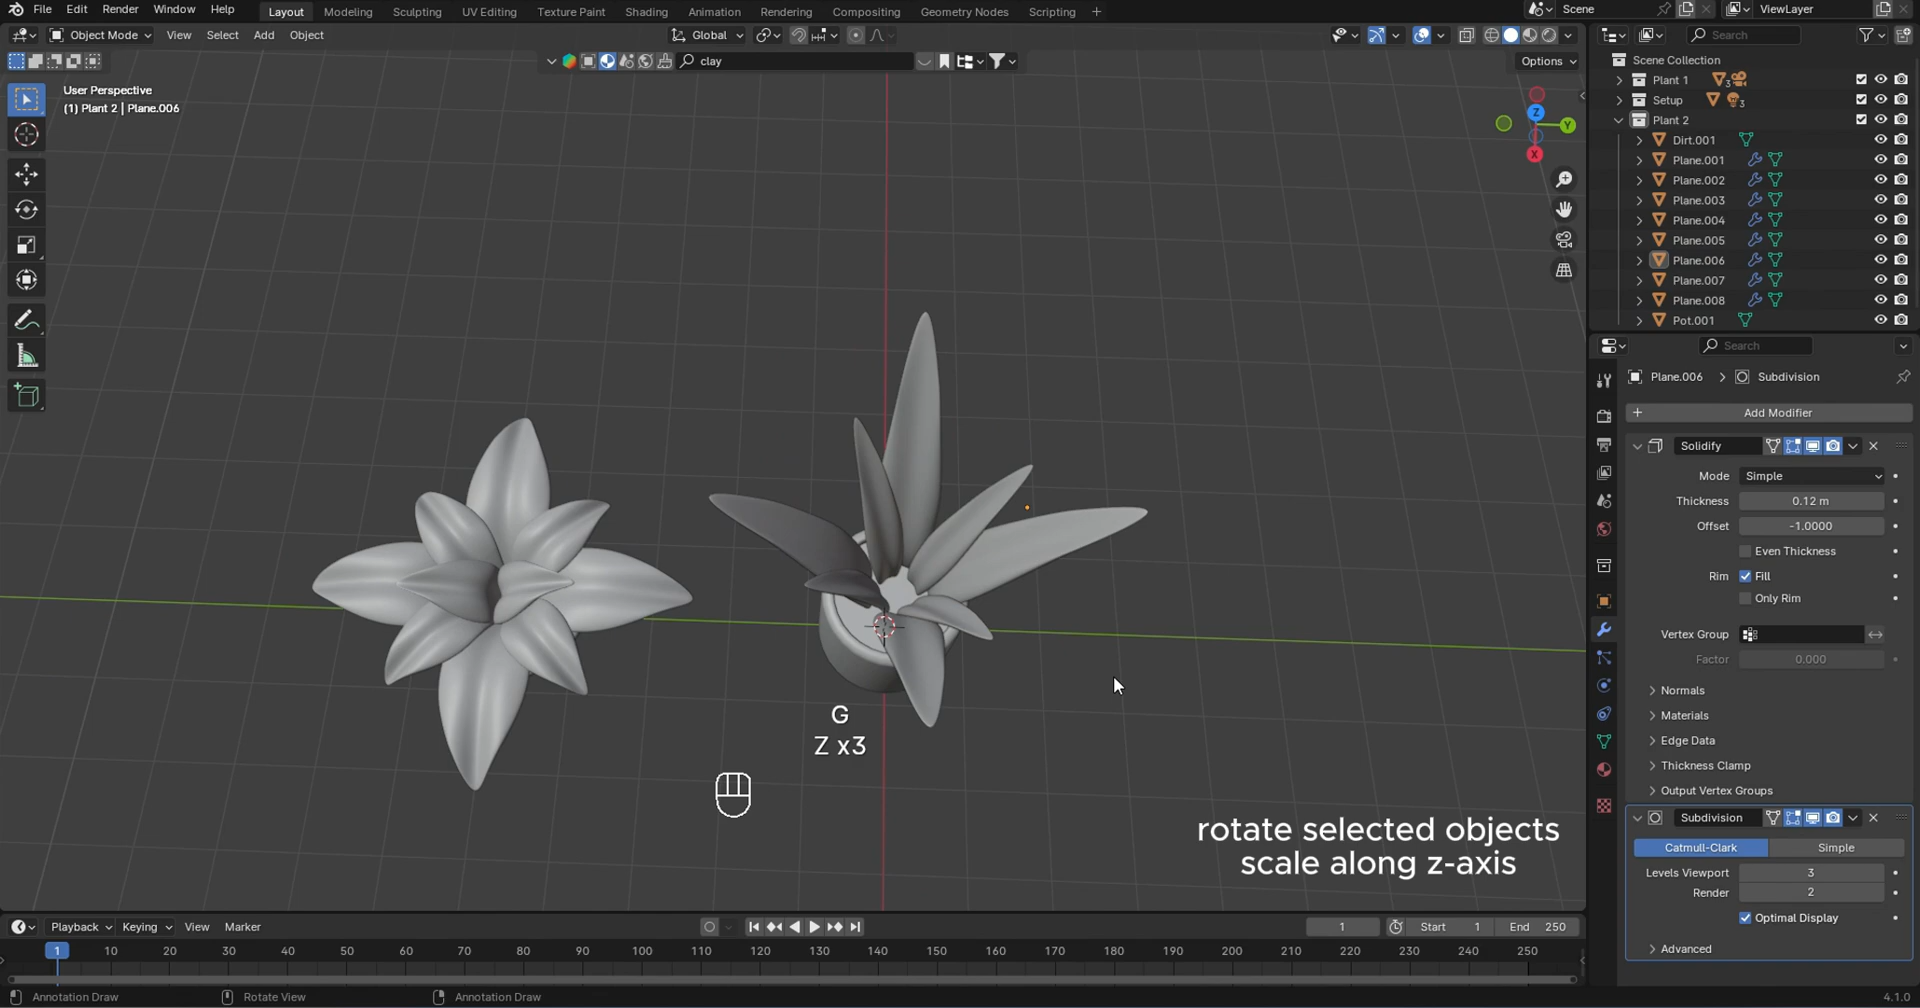 File Edit Render Window Help
Layout Modeling Sculpting UV Editing Texture Paint Shading Animation Rendering Compositing Geometry Nodes Scripting +
Scene
ViewLayer
Object Mode View Select Add Object
Global
Search
clay
Options
User Perspective
(1) Plant 2 | Plane.006
Z
Y
X
Scene Collection
Plant 1 3
Setup 3
Plant 2
Dirt.001
Plane.001
Plane.002
Plane.003
Plane.004
Plane.005
Plane.006
Plane.007
Plane.008
Pot.001
Search
Plane.006 > Subdivision
+ Add Modifier
Solidify
Mode Simple
Thickness 0.12 m
Offset -1.0000
Even Thickness
Rim Fill
Only Rim
Vertex Group
Factor 0.000
Normals
Materials
Edge Data
Thickness Clamp
Output Vertex Groups
Subdivision
Catmull-Clark Simple
Levels Viewport 3
Render 2
Optimal Display
Advanced
G
Z x3
rotate selected objects
scale along z-axis
Playback Keying View Marker
1 Start 1 End 250
1 10 20 30 40 50 60 70 80 90 100 110 120 130 140 150 160 170 180 190 200 210 220 230 240 250
Annotation Draw Rotate View Annotation Draw 4.1.0